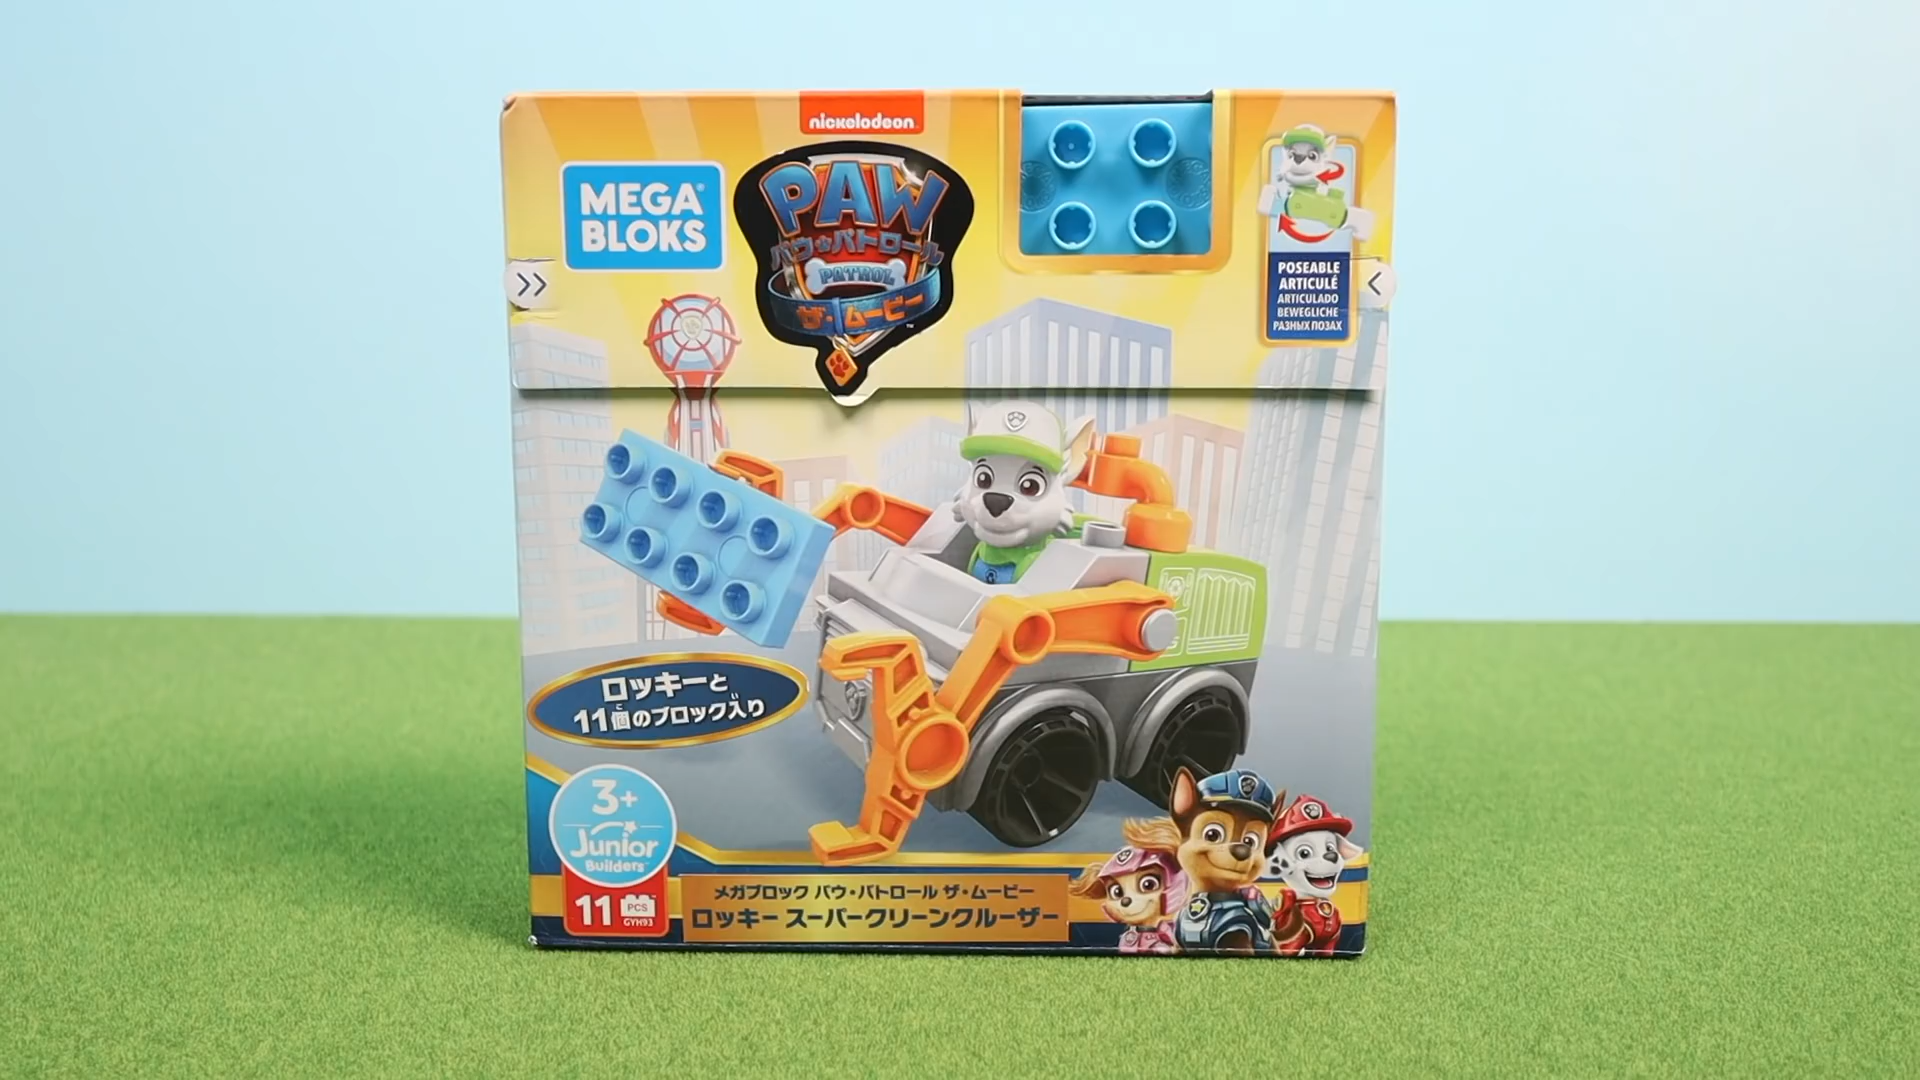 nickelodeon
MEGA
BLOKS®
PAW
パウ・パトロール
PATROL
ザ・ムービー™
POSEABLE
ARTICULÉ
ARTICULADO
BEWEGLICHE
РАЗНЫХ ПОЗАХ
ロッキーと
11個のブロック入り
3+
Junior
Builders™
11 PCS
GYH93
メガブロック パウ・パトロール ザ・ムービー
ロッキー スーパークリーンクルーザー